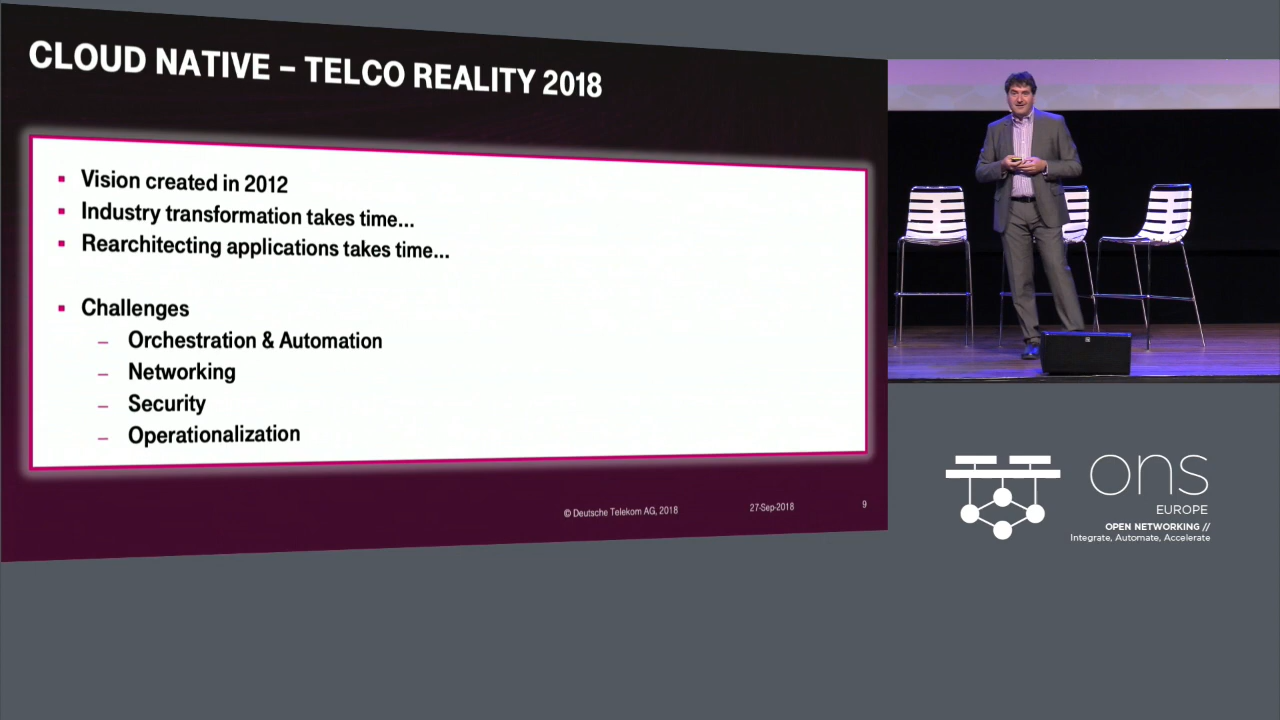 CLOUD NATIVE – TELCO REALITY 2018
▪ Vision created in 2012
▪ Industry transformation takes time...
▪ Rearchitecting applications takes time...
▪ Challenges
– Orchestration & Automation
– Networking
– Security
– Operationalization
© Deutsche Telekom AG, 2018 27-Sep-2018 9
ons
EUROPE
OPEN NETWORKING //
Integrate, Automate, Accelerate